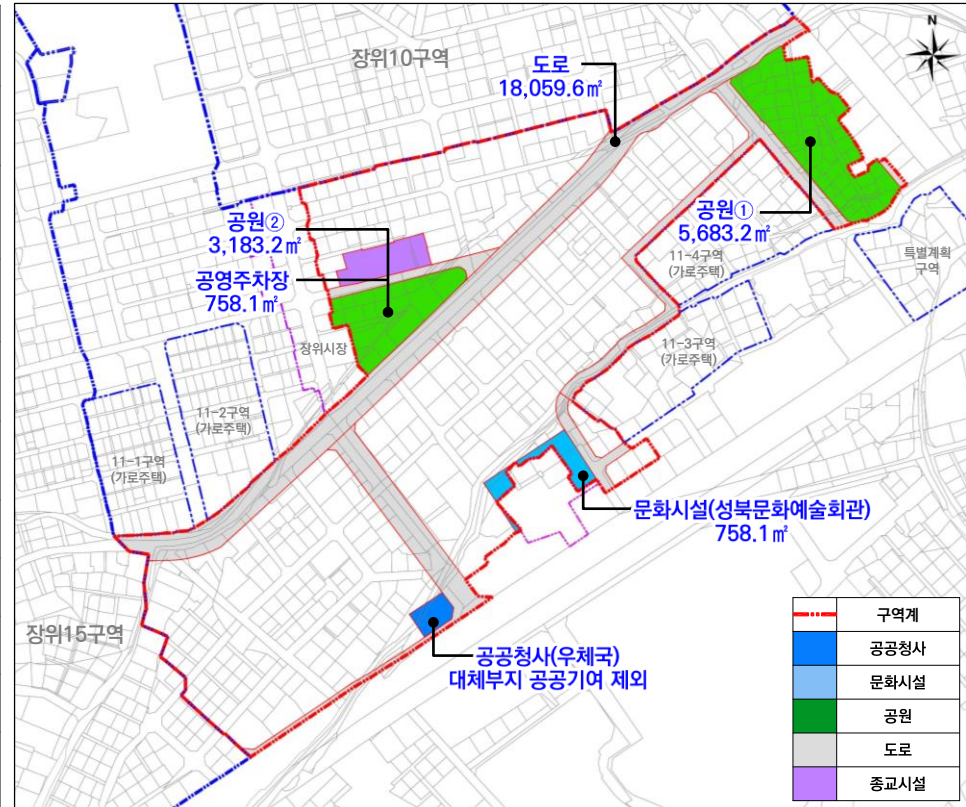 N
장위10구역
도로
18,059.6㎡
공원①
5,683.2㎡
공원②
3,183.2㎡
공영주차장
758.1㎡
11-4구역
(가로주택)
특별계획
구역
장위시장
11-3구역
(가로주택)
11-2구역
(가로주택)
11-1구역
(가로주택)
문화시설(성북문화예술회관)
758.1㎡
장위15구역
공공청사(우체국)
대체부지 공공기여 제외
구역계
공공청사
문화시설
공원
도로
종교시설